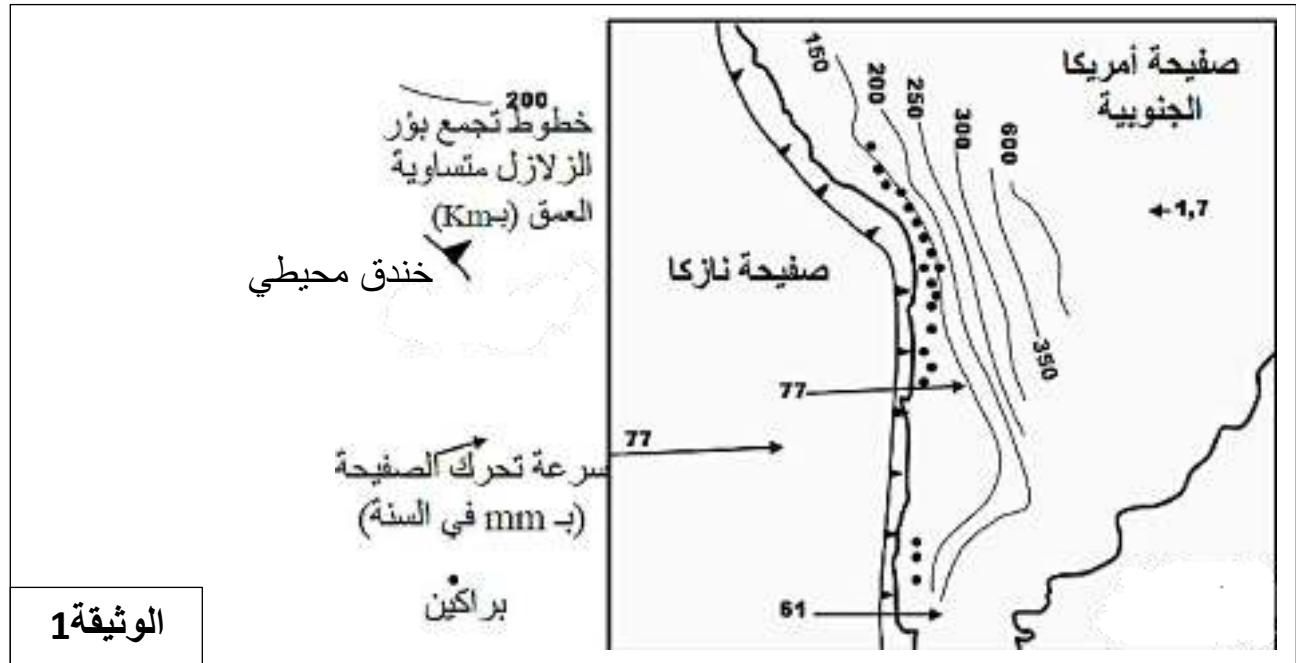 صفيحة أمريكا
الجنوبية
150
200
250
300
600
350
←1,7
صفيحة نازكا
77
77
61
200
خطوط تجمع بؤر
الزلازل متساوية
العمق (بـKm)
خندق محيطي
سرعة تحرك الصفيحة
(بـ mm في السنة)
براكين
الوثيقة1